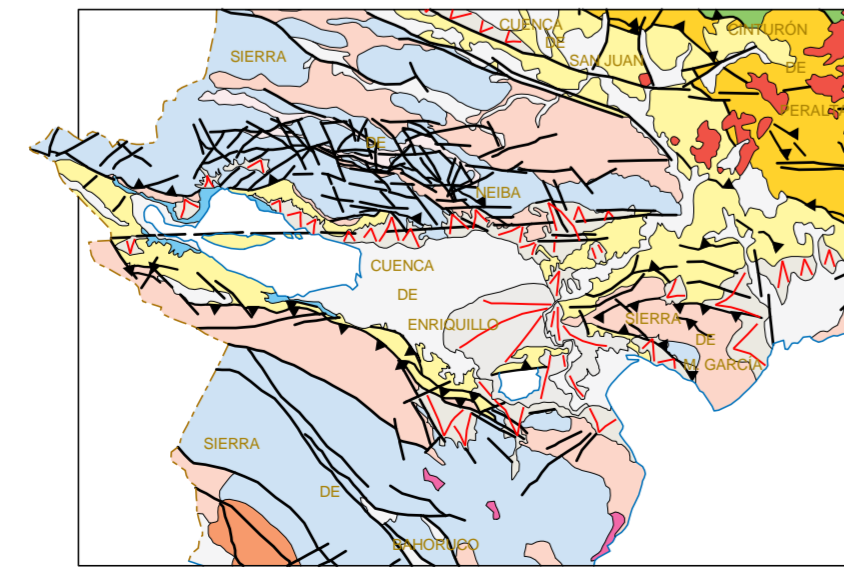 CUENCA
DE
SAN JUAN
CINTURÓN
DE
PERALTA
SIERRA
DE
NEIBA
CUENCA
DE
ENRIQUILLO
SIERRA
DE
M. GARCÍA
SIERRA
DE
BAHORUCO